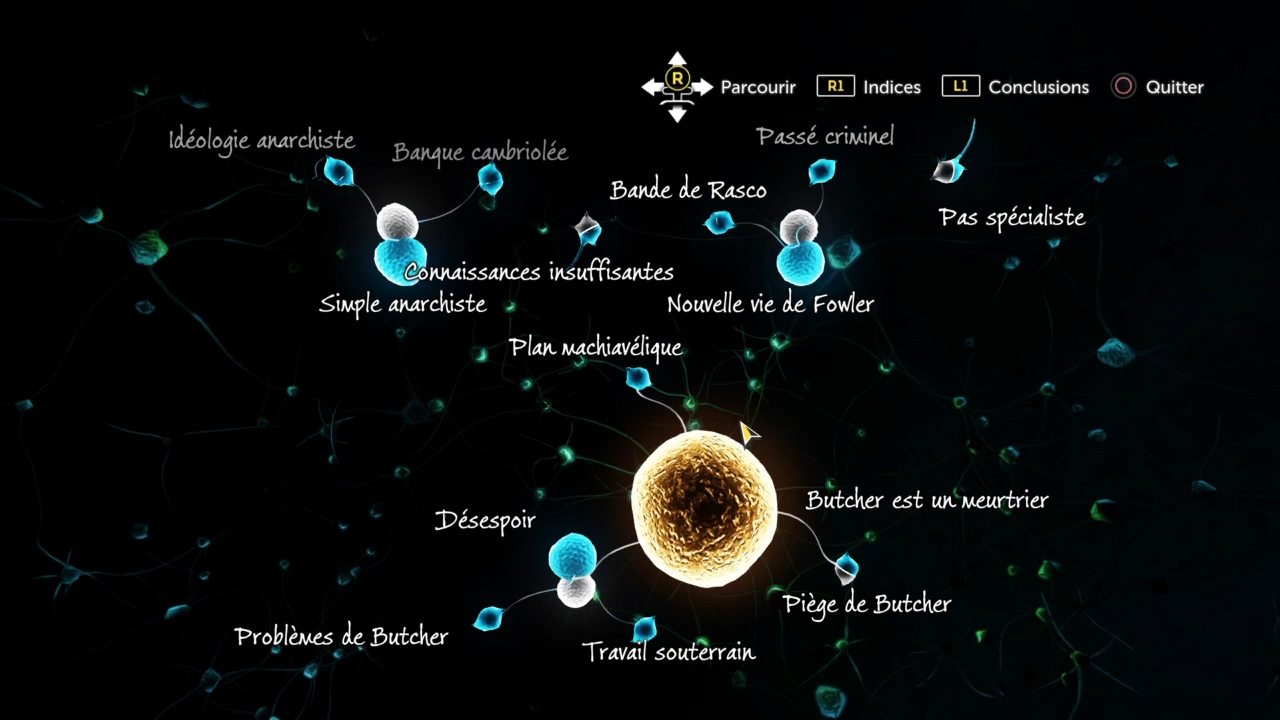 R Parcourir R1 Indices L1 Conclusions Quitter
Idéologie anarchiste
Banque cambriolée
Passé criminel
Bande de Rasco
Pas spécialiste
Connaissances insuffisantes
Simple anarchiste
Nouvelle vie de Fowler
Plan machiavélique
Butcher est un meurtrier
Désespoir
Piège de Butcher
Problèmes de Butcher
Travail souterrain